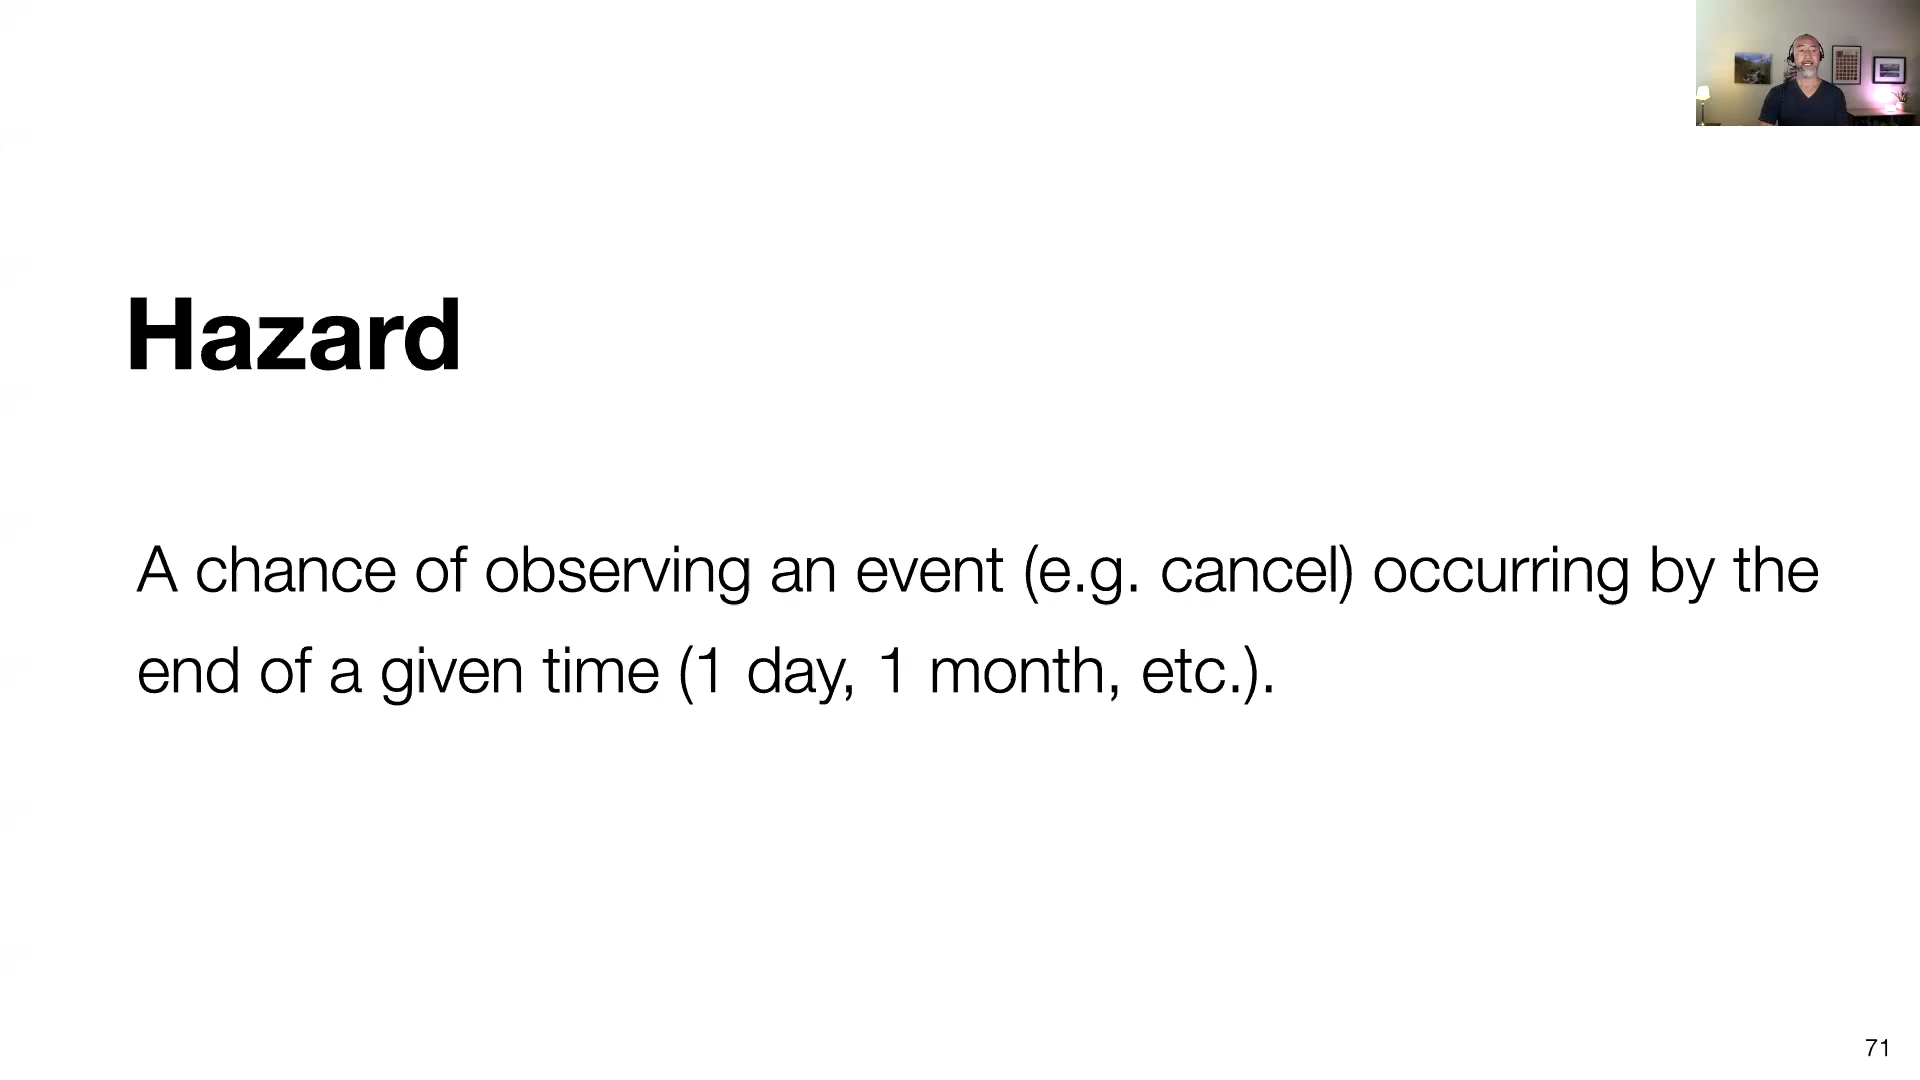 Hazard
A chance of observing an event (e.g. cancel) occurring by the
end of a given time (1 day, 1 month, etc.).
71